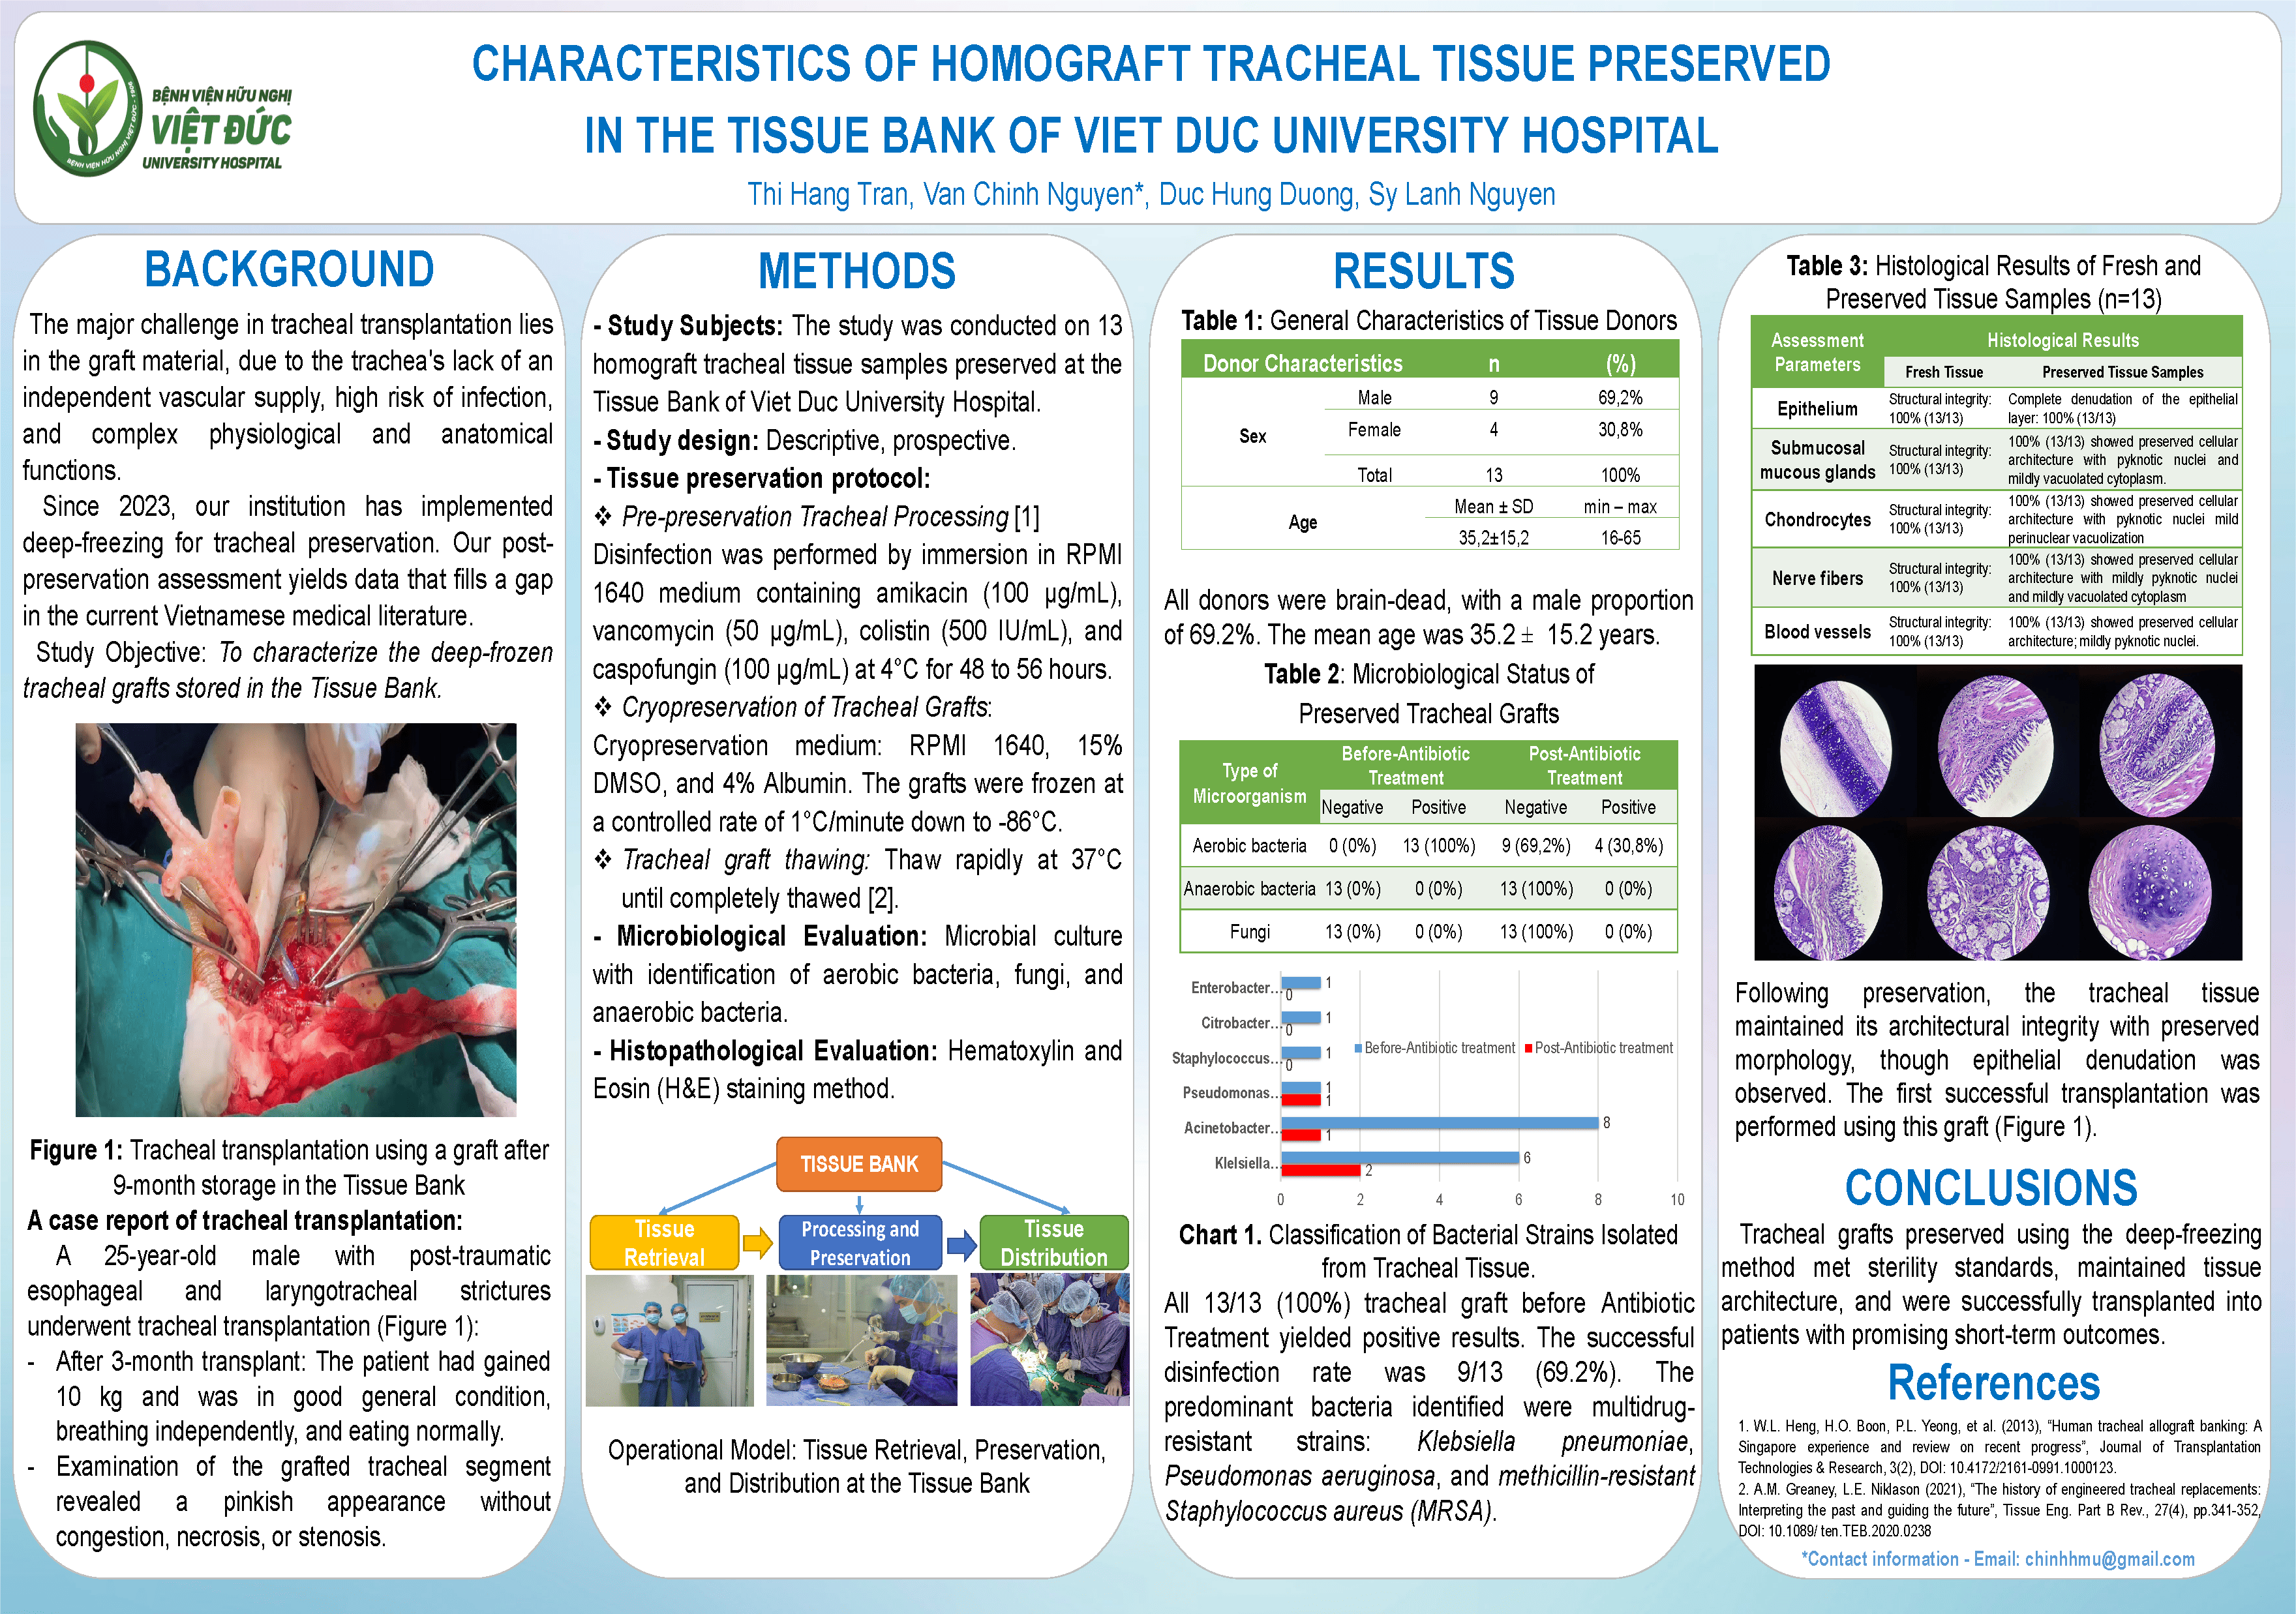 BỆNH VIỆN HỮU NGHỊ
VIỆT ĐỨC
UNIVERSITY HOSPITAL
BỆNH VIỆN HỮU NGHỊ VIỆT ĐỨC - 1906
CHARACTERISTICS OF HOMOGRAFT TRACHEAL TISSUE PRESERVED
IN THE TISSUE BANK OF VIET DUC UNIVERSITY HOSPITAL
Thi Hang Tran, Van Chinh Nguyen*, Duc Hung Duong, Sy Lanh Nguyen
BACKGROUND
The major challenge in tracheal transplantation lies
in the graft material, due to the trachea's lack of an
independent vascular supply, high risk of infection,
and complex physiological and anatomical
functions.
Since 2023, our institution has implemented
deep-freezing for tracheal preservation. Our post-
preservation assessment yields data that fills a gap
in the current Vietnamese medical literature.
Study Objective: To characterize the deep-frozen
tracheal grafts stored in the Tissue Bank.
Figure 1: Tracheal transplantation using a graft after
9-month storage in the Tissue Bank
A case report of tracheal transplantation:
A 25-year-old male with post-traumatic
esophageal and laryngotracheal strictures
underwent tracheal transplantation (Figure 1):
- After 3-month transplant: The patient had gained
10 kg and was in good general condition,
breathing independently, and eating normally.
- Examination of the grafted tracheal segment
revealed a pinkish appearance without
congestion, necrosis, or stenosis.
METHODS
- Study Subjects: The study was conducted on 13
homograft tracheal tissue samples preserved at the
Tissue Bank of Viet Duc University Hospital.
- Study design: Descriptive, prospective.
- Tissue preservation protocol:
❖ Pre-preservation Tracheal Processing [1]
Disinfection was performed by immersion in RPMI
1640 medium containing amikacin (100 µg/mL),
vancomycin (50 µg/mL), colistin (500 IU/mL), and
caspofungin (100 µg/mL) at 4°C for 48 to 56 hours.
❖ Cryopreservation of Tracheal Grafts:
Cryopreservation medium: RPMI 1640, 15%
DMSO, and 4% Albumin. The grafts were frozen at
a controlled rate of 1°C/minute down to -86°C.
❖ Tracheal graft thawing: Thaw rapidly at 37°C
until completely thawed [2].
- Microbiological Evaluation: Microbial culture
with identification of aerobic bacteria, fungi, and
anaerobic bacteria.
- Histopathological Evaluation: Hematoxylin and
Eosin (H&E) staining method.
TISSUE BANK
Tissue
Retrieval
Processing and
Preservation
Tissue
Distribution
Operational Model: Tissue Retrieval, Preservation,
and Distribution at the Tissue Bank
RESULTS
Table 1: General Characteristics of Tissue Donors
Donor Characteristics n (%)
Sex
Male 9 69,2%
Female 4 30,8%
Total 13 100%
Age
Mean ± SD min – max
35,2±15,2 16-65
All donors were brain-dead, with a male proportion
of 69.2%. The mean age was 35.2 ± 15.2 years.
Table 2: Microbiological Status of
Preserved Tracheal Grafts
Type of
Microorganism
Before-Antibiotic
Treatment
Post-Antibiotic
Treatment
Negative Positive Negative Positive
Aerobic bacteria 0 (0%) 13 (100%) 9 (69,2%) 4 (30,8%)
Anaerobic bacteria 13 (0%) 0 (0%) 13 (100%) 0 (0%)
Fungi 13 (0%) 0 (0%) 13 (100%) 0 (0%)
Enterobacter… 1 0
Citrobacter… 1 0
Staphylococcus… 1 0
Before-Antibiotic treatment Post-Antibiotic treatment
Pseudomonas… 1 1
Acinetobacter… 8 1
Klelsiella… 6 2
0 2 4 6 8 10
Chart 1. Classification of Bacterial Strains Isolated
from Tracheal Tissue.
All 13/13 (100%) tracheal graft before Antibiotic
Treatment yielded positive results. The successful
disinfection rate was 9/13 (69.2%). The
predominant bacteria identified were multidrug-
resistant strains: Klebsiella pneumoniae,
Pseudomonas aeruginosa, and methicillin-resistant
Staphylococcus aureus (MRSA).
Table 3: Histological Results of Fresh and
Preserved Tissue Samples (n=13)
Assessment
Parameters
Histological Results
Fresh Tissue Preserved Tissue Samples
Epithelium
Structural integrity:
100% (13/13)
Complete denudation of the epithelial
layer: 100% (13/13)
Submucosal
mucous glands
Structural integrity:
100% (13/13)
100% (13/13) showed preserved cellular
architecture with pyknotic nuclei and
mildly vacuolated cytoplasm.
Chondrocytes
Structural integrity:
100% (13/13)
100% (13/13) showed preserved cellular
architecture with pyknotic nuclei mild
perinuclear vacuolization
Nerve fibers
Structural integrity:
100% (13/13)
100% (13/13) showed preserved cellular
architecture with mildly pyknotic nuclei
and mildly vacuolated cytoplasm
Blood vessels
Structural integrity:
100% (13/13)
100% (13/13) showed preserved cellular
architecture; mildly pyknotic nuclei.
Following preservation, the tracheal tissue
maintained its architectural integrity with preserved
morphology, though epithelial denudation was
observed. The first successful transplantation was
performed using this graft (Figure 1).
CONCLUSIONS
Tracheal grafts preserved using the deep-freezing
method met sterility standards, maintained tissue
architecture, and were successfully transplanted into
patients with promising short-term outcomes.
References
1. W.L. Heng, H.O. Boon, P.L. Yeong, et al. (2013), “Human tracheal allograft banking: A
Singapore experience and review on recent progress”, Journal of Transplantation
Technologies & Research, 3(2), DOI: 10.4172/2161-0991.1000123.
2. A.M. Greaney, L.E. Niklason (2021), “The history of engineered tracheal replacements:
Interpreting the past and guiding the future”, Tissue Eng. Part B Rev., 27(4), pp.341-352,
DOI: 10.1089/ ten.TEB.2020.0238
*Contact information - Email: chinhhmu@gmail.com